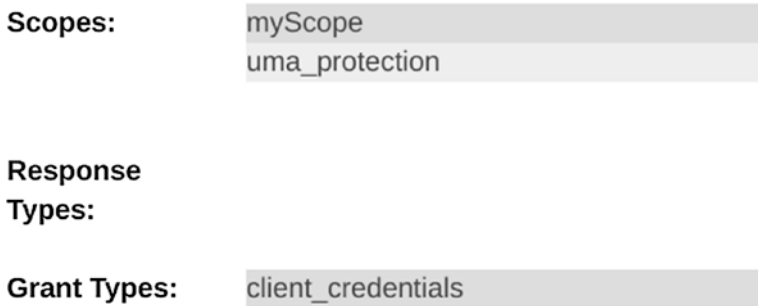 Scopes: myScope
uma_protection
Response
Types:
Grant Types: client_credentials